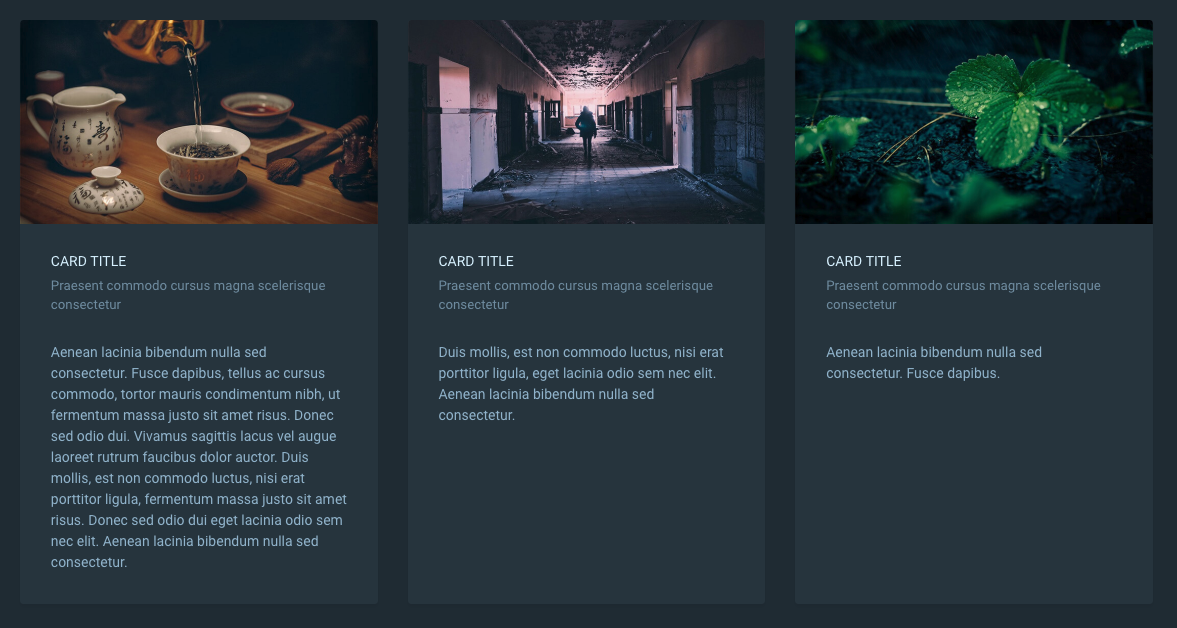 CARD TITLE
Praesent commodo cursus magna scelerisque
consectetur
Aenean lacinia bibendum nulla sed
consectetur. Fusce dapibus, tellus ac cursus
commodo, tortor mauris condimentum nibh, ut
fermentum massa justo sit amet risus. Donec
sed odio dui. Vivamus sagittis lacus vel augue
laoreet rutrum faucibus dolor auctor. Duis
mollis, est non commodo luctus, nisi erat
porttitor ligula, fermentum massa justo sit amet
risus. Donec sed odio dui eget lacinia odio sem
nec elit. Aenean lacinia bibendum nulla sed
consectetur.
CARD TITLE
Praesent commodo cursus magna scelerisque
consectetur
Duis mollis, est non commodo luctus, nisi erat
porttitor ligula, eget lacinia odio sem nec elit.
Aenean lacinia bibendum nulla sed
consectetur.
CARD TITLE
Praesent commodo cursus magna scelerisque
consectetur
Aenean lacinia bibendum nulla sed
consectetur. Fusce dapibus.